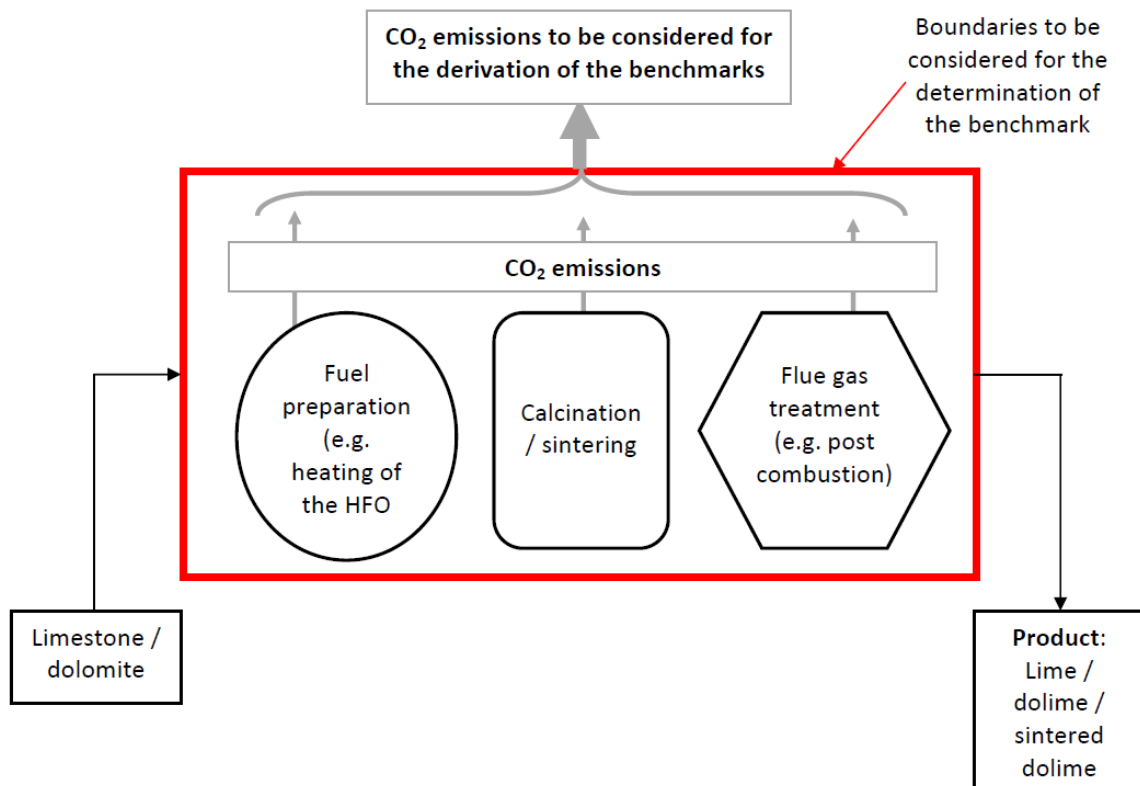 CO₂ emissions to be considered for
the derivation of the benchmarks
Boundaries to be
considered for the
determination of
the benchmark
CO₂ emissions
Fuel
preparation
(e.g.
heating of
the HFO
Calcination
/ sintering
Flue gas
treatment
(e.g. post
combustion)
Limestone /
dolomite
Product:
Lime /
dolime /
sintered
dolime